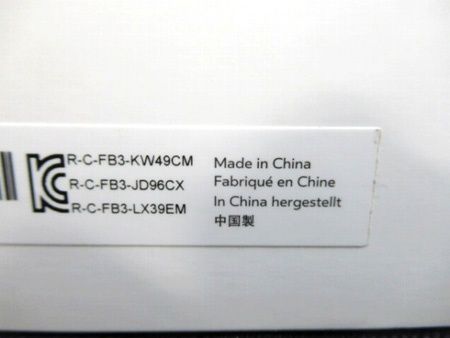 R-C-FB3-KW49CM
R-C-FB3-JD96CX
R-C-FB3-LX39EM
Made in China
Fabriqué en Chine
In China hergestellt
中国製